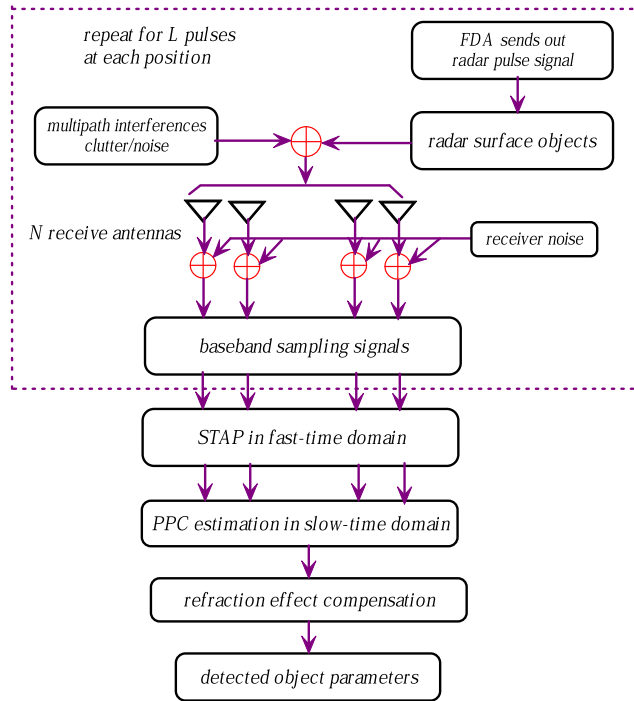 repeat for L pulses
at each position
FDA sends out
radar pulse signal
multipath interferences
clutter/noise
radar surface objects
N receive antennas
receiver noise
baseband sampling signals
STAP in fast-time domain
PPC estimation in slow-time domain
refraction effect compensation
detected object parameters